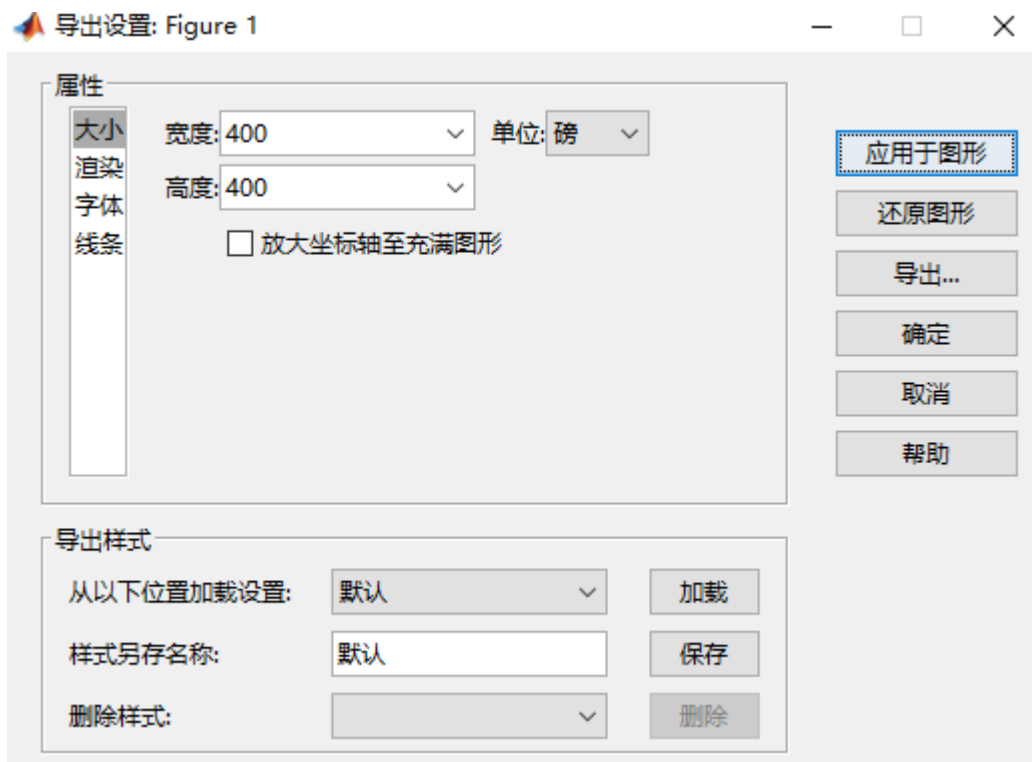 导出设置: Figure 1
属性
大小
渲染
字体
线条
宽度: 400 单位: 磅
高度: 400
放大坐标轴至充满图形
应用于图形
还原图形
导出...
确定
取消
帮助
导出样式
从以下位置加载设置: 默认 加载
样式另存名称: 默认 保存
删除样式: 删除